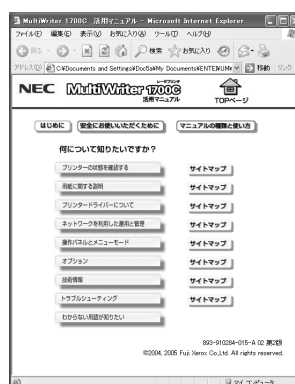 MultiWriter 1700C 活用マニュアル - Microsoft Internet Explorer
ファイル(F) 編集(E) 表示(V) お気に入り(A) ツール(T) ヘルプ(H)
戻る 検索 お気に入り
アドレス(D) C:¥Documents and Settings¥Doc5a¥My Documents¥ENTEUM 移動 リンク
NEC MultiWriter 1700C 活用マニュアル TOPページ
はじめに 安全にお使いいただくために マニュアルの種類と使い方
何について知りたいですか？
プリンターの状態を確認する サイトマップ
用紙に関する説明 サイトマップ
プリンタードライバーについて サイトマップ
ネットワークを利用した運用と管理 サイトマップ
操作パネルとメニューモード サイトマップ
オプション サイトマップ
技術情報 サイトマップ
トラブルシューティング サイトマップ
わからない用語が知りたい
893-910284-015-A 02 第2版
©2004, 2005 Fuji Xerox Co.,Ltd. All rights reserved.
マイ コンピュータ